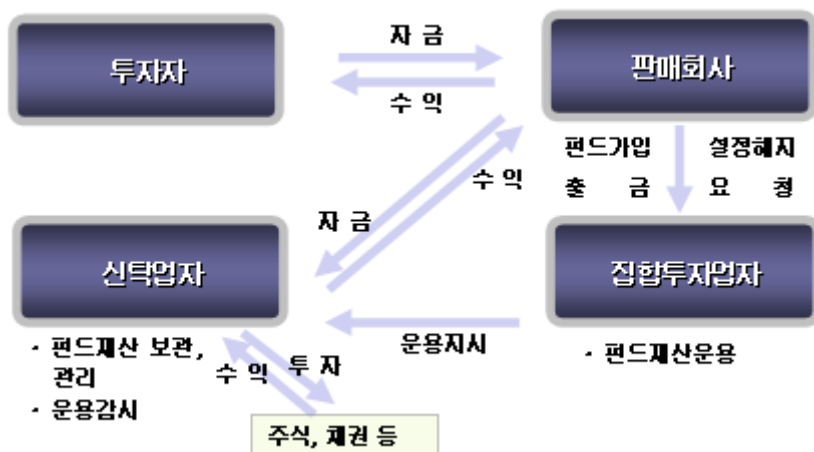 투자자
자 금
수 익
판매회사
펀드가입 설정해지
출 금 요 청
수 익
자 금
신탁업자
집합투자업자
운용지시
· 펀드재산 보관,
관리
· 운용감시
수 익
투 자
· 펀드재산운용
주식, 채권 등